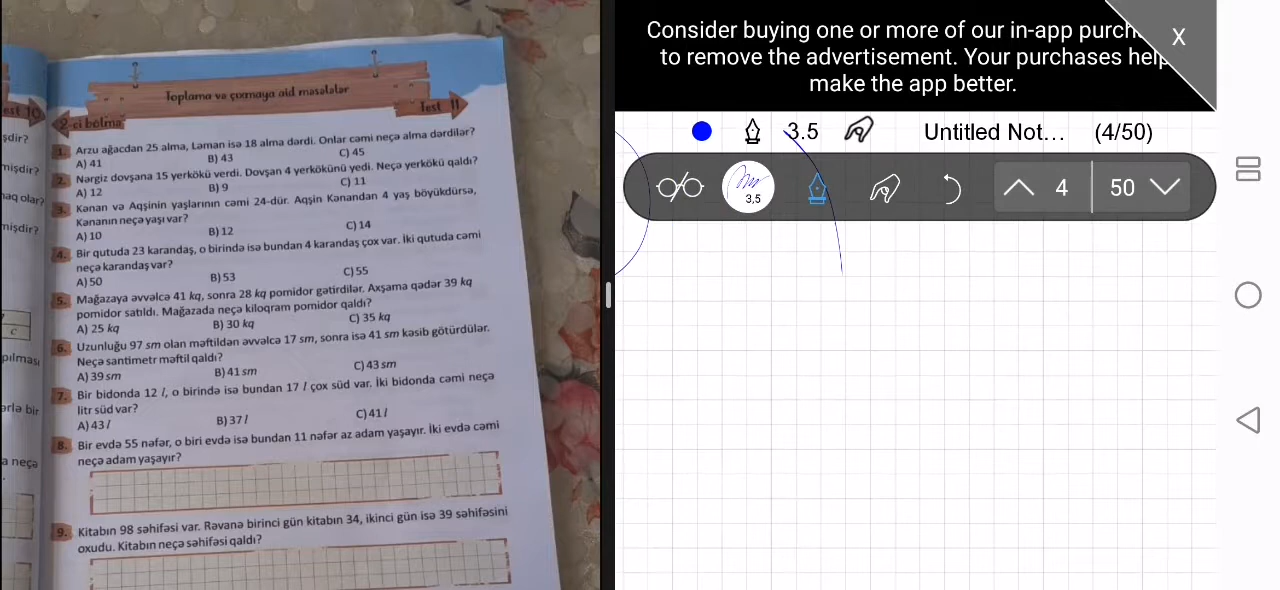 Toplama və çıxmaya aid məsələlər
Test 11
2-ci bölmə
1. Arzu ağacdan 25 alma, Ləman isə 18 alma dərdi. Onlar cəmi neçə alma dərdilər?
A) 41 B) 43 C) 45
2. Nərgiz dovşana 15 yerkökü verdi. Dovşan 4 yerkökünü yedi. Neçə yerkökü qaldı?
A) 12 B) 9 C) 11
3. Kənan və Aqşinin yaşlarının cəmi 24-dür. Aqşin Kənandan 4 yaş böyükdürsə,
Kənanın neçə yaşı var?
A) 10 B) 12 C) 14
4. Bir qutuda 23 karandaş, o birində isə bundan 4 karandaş çox var. İki qutuda cəmi
neçə karandaş var?
A) 50 B) 53 C) 55
5. Mağazaya əvvəlcə 41 kq, sonra 28 kq pomidor gətirdilər. Axşama qədər 39 kq
pomidor satıldı. Mağazada neçə kiloqram pomidor qaldı?
A) 25 kq B) 30 kq C) 35 kq
6. Uzunluğu 97 sm olan məftildən əvvəlcə 17 sm, sonra isə 41 sm kəsib götürdülər.
Neçə santimetr məftil qaldı?
A) 39 sm B) 41 sm C) 43 sm
7. Bir bidonda 12 l, o birində isə bundan 17 l çox süd var. İki bidonda cəmi neçə
litr süd var?
A) 43 l B) 37 l C) 41 l
8. Bir evdə 55 nəfər, o biri evdə isə bundan 11 nəfər az adam yaşayır. İki evdə cəmi
neçə adam yaşayır?
9. Kitabın 98 səhifəsi var. Rəvanə birinci gün kitabın 34, ikinci gün isə 39 səhifəsini
oxudu. Kitabın neçə səhifəsi qaldı?
olar?
C
a neçə
Consider buying one or more of our in-app
to remove the advertisement. Your purchases help
make the app better.
X
3.5 Untitled Not... (4/50)
3,5 4 50